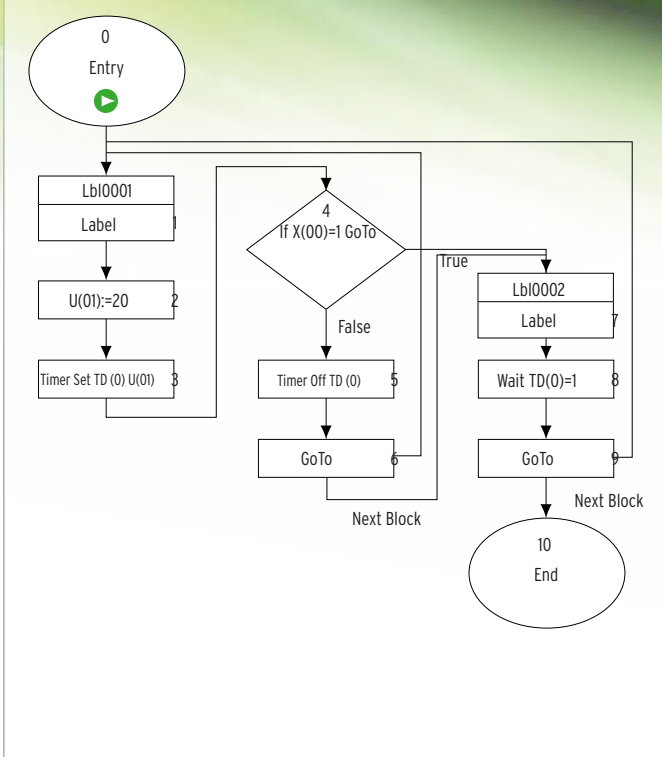 0
Entry
Lbl0001
Label 1
U(01):=20 2
Timer Set TD (0) U(01) 3
4
If X(00)=1 GoTo
True
False
Timer Off TD (0) 5
GoTo 6
Next Block
Lbl0002
Label 7
Wait TD(0)=1 8
GoTo 9
Next Block
10
End